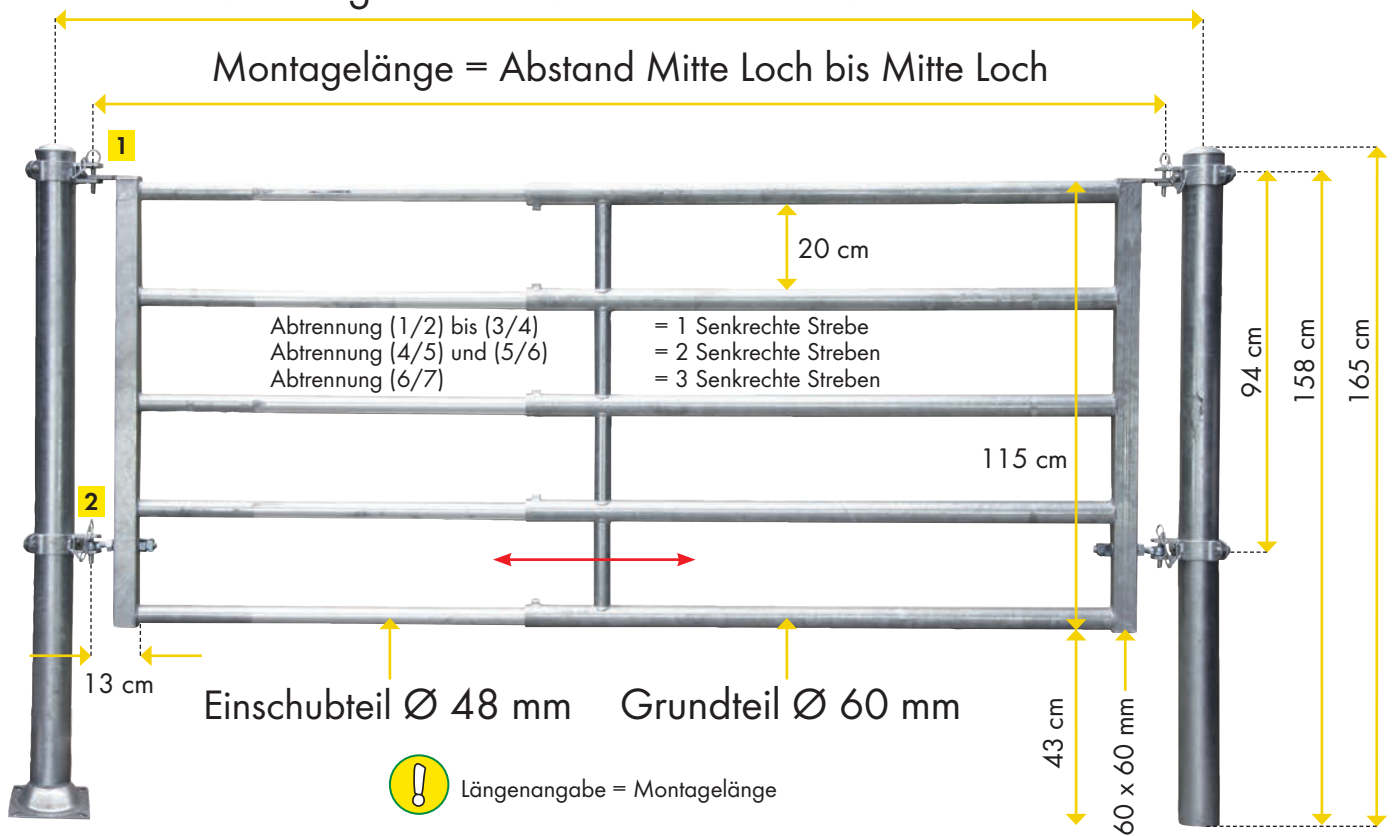 Montagelänge = Abstand Mitte Loch bis Mitte Loch
1
20 cm
Abtrennung (1/2) bis (3/4) = 1 Senkrechte Strebe
Abtrennung (4/5) und (5/6) = 2 Senkrechte Streben
Abtrennung (6/7) = 3 Senkrechte Streben
94 cm
158 cm
165 cm
115 cm
2
13 cm
Einschubteil Ø 48 mm
Grundteil Ø 60 mm
43 cm
60 x 60 mm
Längenangabe = Montagelänge